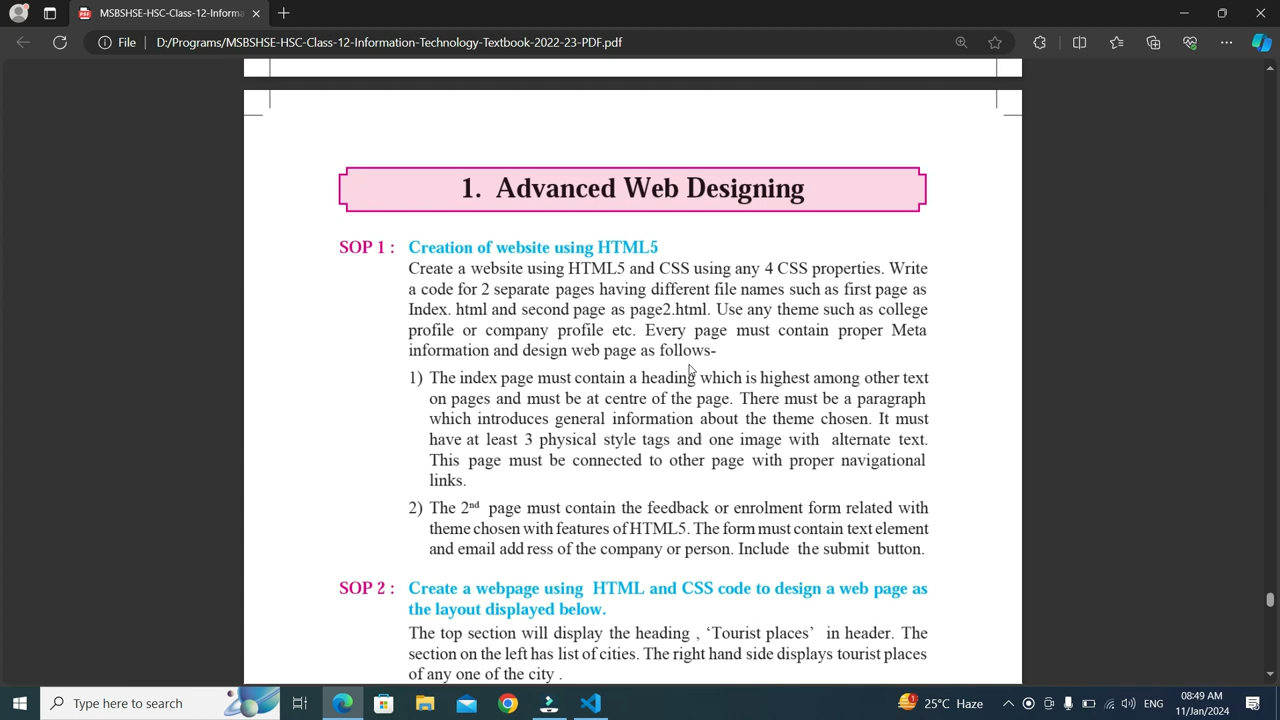 MSBSHSE-HSC-Class-12-Informat
File
D:/Programs/MSBSHSE-HSC-Class-12-Information-Technology-Textbook-2022-23-PDF.pdf
1. Advanced Web Designing
SOP 1 : Creation of website using HTML5
Create a website using HTML5 and CSS using any 4 CSS properties. Write
a code for 2 separate pages having different file names such as first page as
Index. html and second page as page2.html. Use any theme such as college
profile or company profile etc. Every page must contain proper Meta
information and design web page as follows-
1) The index page must contain a heading which is highest among other text
on pages and must be at centre of the page. There must be a paragraph
which introduces general information about the theme chosen. It must
have at least 3 physical style tags and one image with alternate text.
This page must be connected to other page with proper navigational
links.
2) The 2nd page must contain the feedback or enrolment form related with
theme chosen with features of HTML5. The form must contain text element
and email add ress of the company or person. Include the submit button.
SOP 2 : Create a webpage using HTML and CSS code to design a web page as
the layout displayed below.
The top section will display the heading , ‘Tourist places’ in header. The
section on the left has list of cities. The right hand side displays tourist places
of any one of the city .
Type here to search
1
25°C Haze
08:49 AM
11/Jan/2024